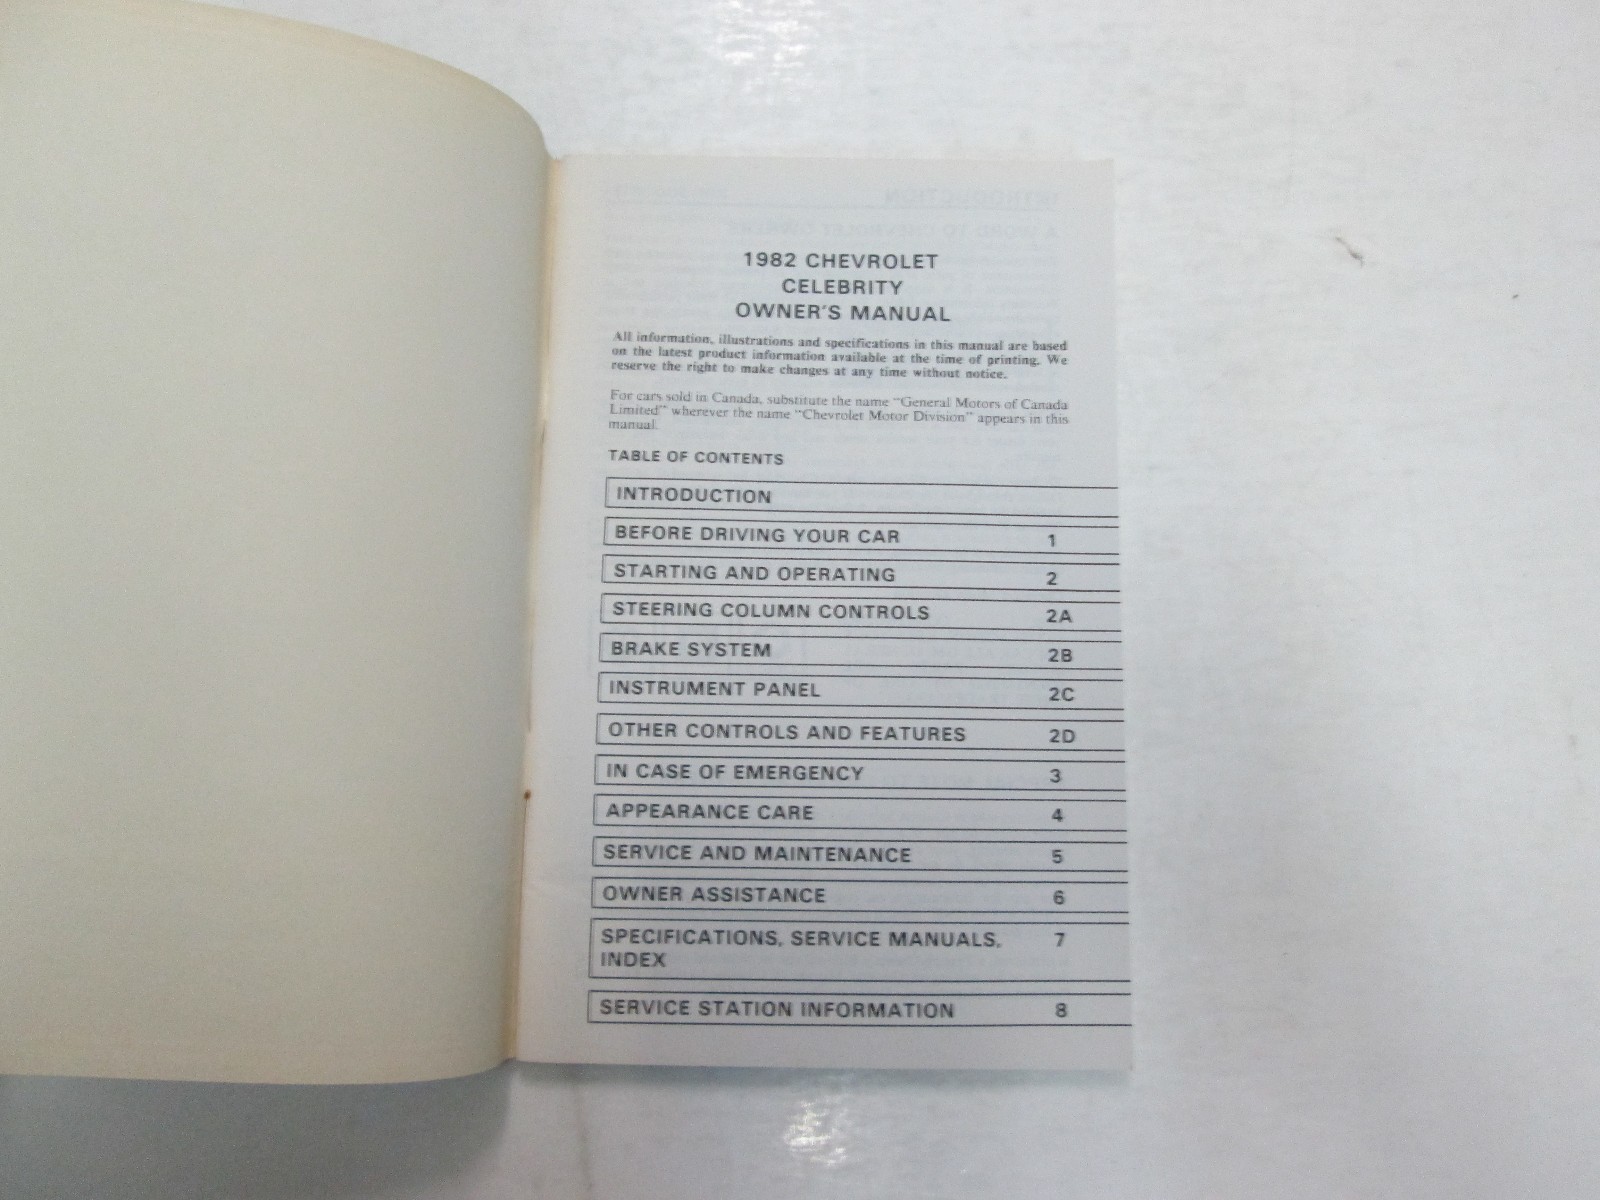 1982 CHEVROLET
CELEBRITY
OWNER'S MANUAL
All information, illustrations and specifications in this manual are based
on the latest product information available at the time of printing. We
reserve the right to make changes at any time without notice.
For cars sold in Canada, substitute the name "General Motors of Canada
Limited" wherever the name "Chevrolet Motor Division" appears in this
manual.
TABLE OF CONTENTS
INTRODUCTION
BEFORE DRIVING YOUR CAR 1
STARTING AND OPERATING 2
STEERING COLUMN CONTROLS 2A
BRAKE SYSTEM 2B
INSTRUMENT PANEL 2C
OTHER CONTROLS AND FEATURES 2D
IN CASE OF EMERGENCY 3
APPEARANCE CARE 4
SERVICE AND MAINTENANCE 5
OWNER ASSISTANCE 6
SPECIFICATIONS, SERVICE MANUALS, 7
INDEX
SERVICE STATION INFORMATION 8